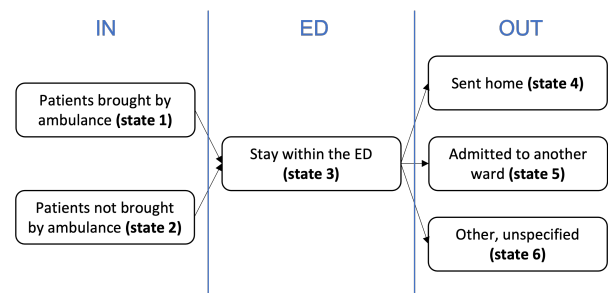 IN
ED
OUT
Patients brought by
ambulance (state 1)
Patients not brought
by ambulance (state 2)
Stay within the ED
(state 3)
Sent home (state 4)
Admitted to another
ward (state 5)
Other, unspecified
(state 6)